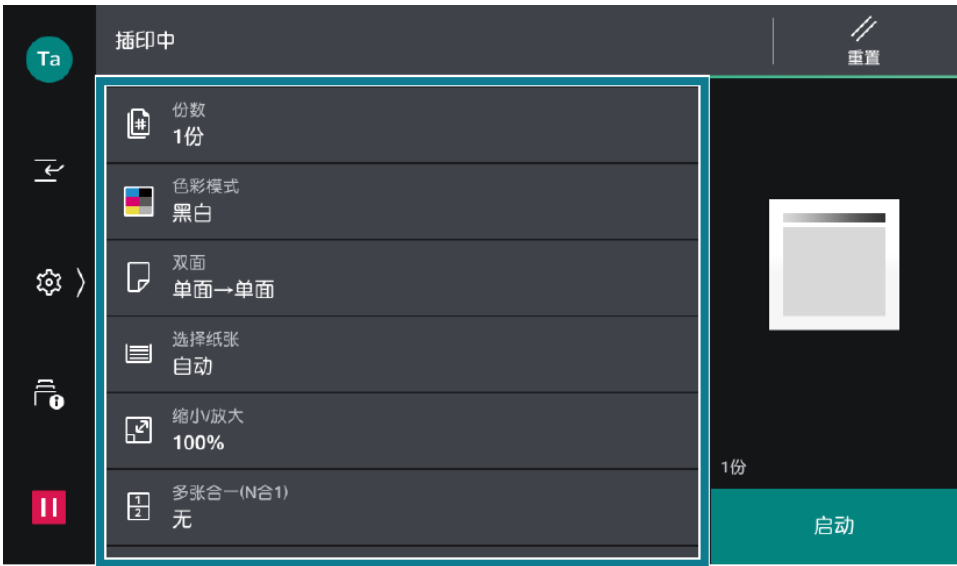 Ta
插印中
重置
份数
1份
色彩模式
黑白
双面
单面→单面
选择纸张
自动
缩小/放大
100%
多张合一(N合1)
无
1份
启动